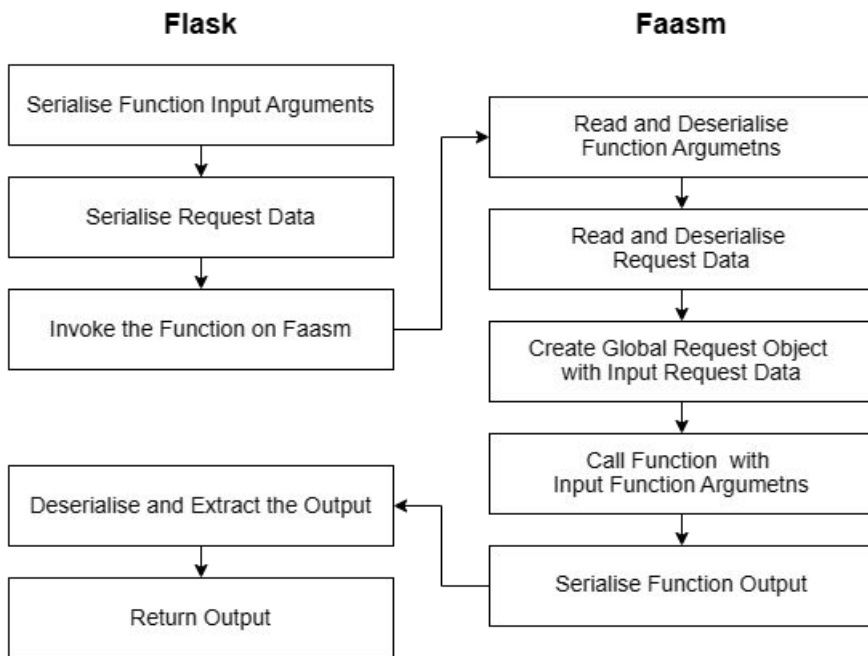 Flask
Serialise Function Input Arguments
Serialise Request Data
Invoke the Function on Faasm
Deserialise and Extract the Output
Return Output
Faasm
Read and Deserialise
Function Argumetns
Read and Deserialise
Request Data
Create Global Request Object
with Input Request Data
Call Function with
Input Function Argumetns
Serialise Function Output